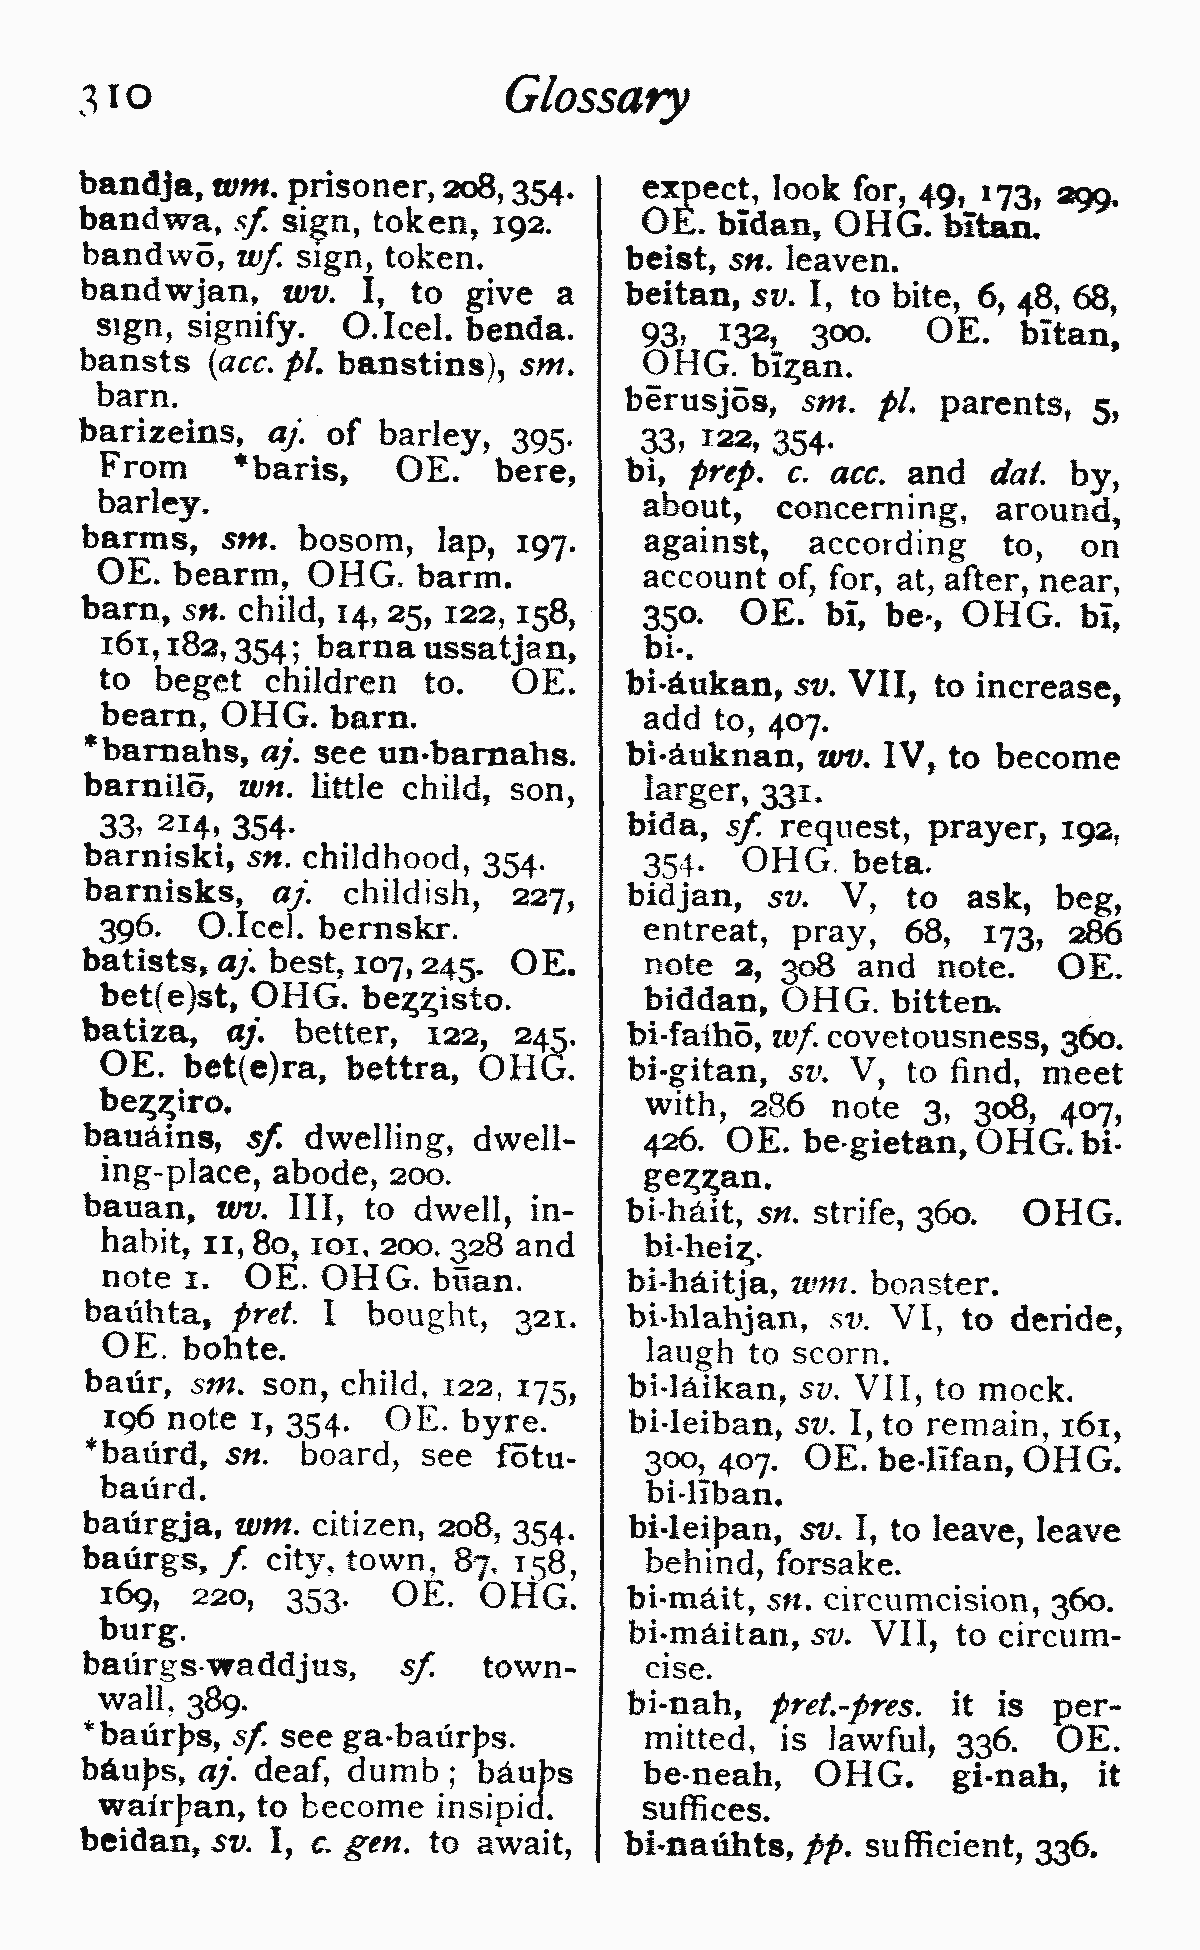 310 Glossary
bandja, wm. prisoner, 208, 354.
bandwa, sf. sign, token, 192.
bandwō, wf. sign, token.
bandwjan, wv. I, to give a
sign, signify. O.Icel. benda.
bansts (acc. pl. banstins), sm.
barn.
barizeins, aj. of barley, 395.
From *baris, OE. bere,
barley.
barms, sm. bosom, lap, 197.
OE. bearm, OHG. barm.
barn, sn. child, 14, 25, 122, 158,
161, 182, 354; barna ussatjan,
to beget children to. OE.
bearn, OHG. barn.
*barnahs, aj. see un-barnahs.
barnilō, wn. little child, son,
33, 214, 354.
barniski, sn. childhood, 354.
barnisks, aj. childish, 227,
396. O.Icel. bernskr.
batists, aj. best, 107, 245. OE.
bet(e)st, OHG. beʒʒisto.
batiza, aj. better, 122, 245.
OE. bet(e)ra, bettra, OHG.
beʒʒiro.
bauáins, sf. dwelling, dwell-
ing-place, abode, 200.
bauan, wv. III, to dwell, in-
habit, 11, 80, 101, 200. 328 and
note 1. OE. OHG. būan.
baúhta, pret. I bought, 321.
OE. bohte.
baúr, sm. son, child, 122, 175,
196 note 1, 354. OE. byre.
*baúrd, sn. board, see fōtu-
baúrd.
baúrgja, wm. citizen, 208, 354.
baúrgs, f. city, town, 87, 158,
169, 220, 353. OE. OHG.
burg.
baúrgs-waddjus, sf. town-
wall, 389.
*baúrþs, sf. see ga-baúrþs.
báuþs, aj. deaf, dumb; báuþs
waírþan, to become insipid.
beidan, sv. I, c. gen. to await,
expect, look for, 49, 173, 299.
OE. bīdan, OHG. bītan.
beist, sn. leaven.
beitan, sv. I, to bite, 6, 48, 68,
93, 132, 300. OE. bītan,
OHG. bīʒan.
bērusjōs, sm. pl. parents, 5,
33, 122, 354.
bi, prep. c. acc. and dat. by,
about, concerning, around,
against, according to, on
account of, for, at, after, near,
350. OE. bī, be-, OHG. bī,
bi-.
bi-áukan, sv. VII, to increase,
add to, 407.
bi-áuknan, wv. IV, to become
larger, 331.
bida, sf. request, prayer, 192,
354. OHG. beta.
bidjan, sv. V, to ask, beg,
entreat, pray, 68, 173, 286
note 2, 308 and note. OE.
biddan, OHG. bitten.
bi-faíhō, wf. covetousness, 360.
bi-gitan, sv. V, to find, meet
with, 286 note 3, 308, 407,
426. OE. be-gietan, OHG. bi-
geʒʒan.
bi-háit, sn. strife, 360. OHG.
bi-heiʒ.
bi-háitja, wm. boaster.
bi-hlahjan, sv. VI, to deride,
laugh to scorn.
bi-láikan, sv. VII, to mock.
bi-leiban, sv. I, to remain, 161,
300, 407. OE. be-līfan, OHG.
bi-līban.
bi-leiþan, sv. I, to leave, leave
behind, forsake.
bi-máit, sn. circumcision, 360.
bi-máitan, sv. VII, to circum-
cise.
bi-nah, pret.-pres. it is per-
mitted, is lawful, 336. OE.
be-neah, OHG. gi-nah, it
suffices.
bi-naúhts, pp. sufficient, 336.